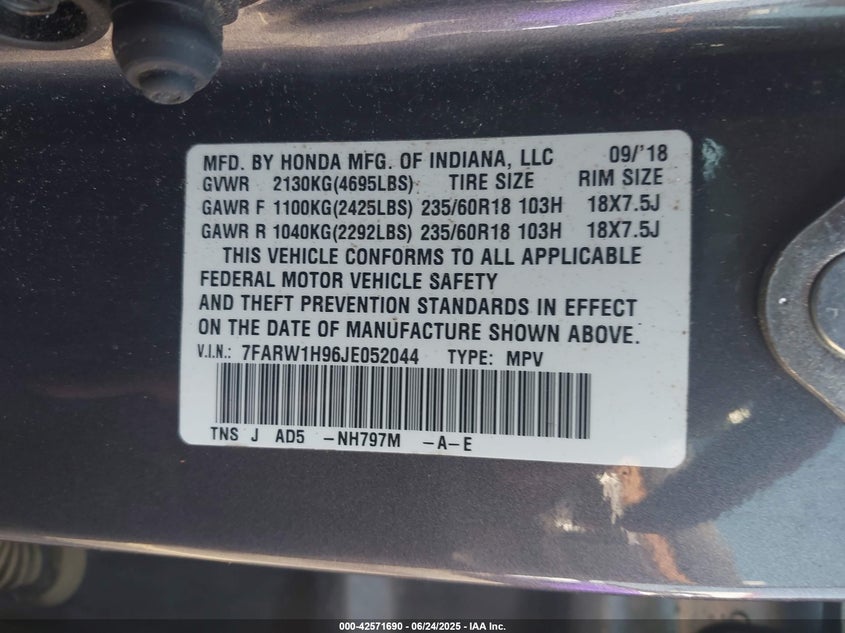 MFD. BY HONDA MFG. OF INDIANA, LLC 09/'18
GVWR 2130KG(4695LBS) TIRE SIZE RIM SIZE
GAWR F 1100KG(2425LBS) 235/60R18 103H 18X7.5J
GAWR R 1040KG(2292LBS) 235/60R18 103H 18X7.5J
THIS VEHICLE CONFORMS TO ALL APPLICABLE
FEDERAL MOTOR VEHICLE SAFETY
AND THEFT PREVENTION STANDARDS IN EFFECT
ON THE DATE OF MANUFACTURE SHOWN ABOVE.
V.I.N.: 7FARW1H96JE052044 TYPE: MPV
TNS J AD5 -NH797M -A-E
000-42571690 - 06/24/2025 - IAA Inc.